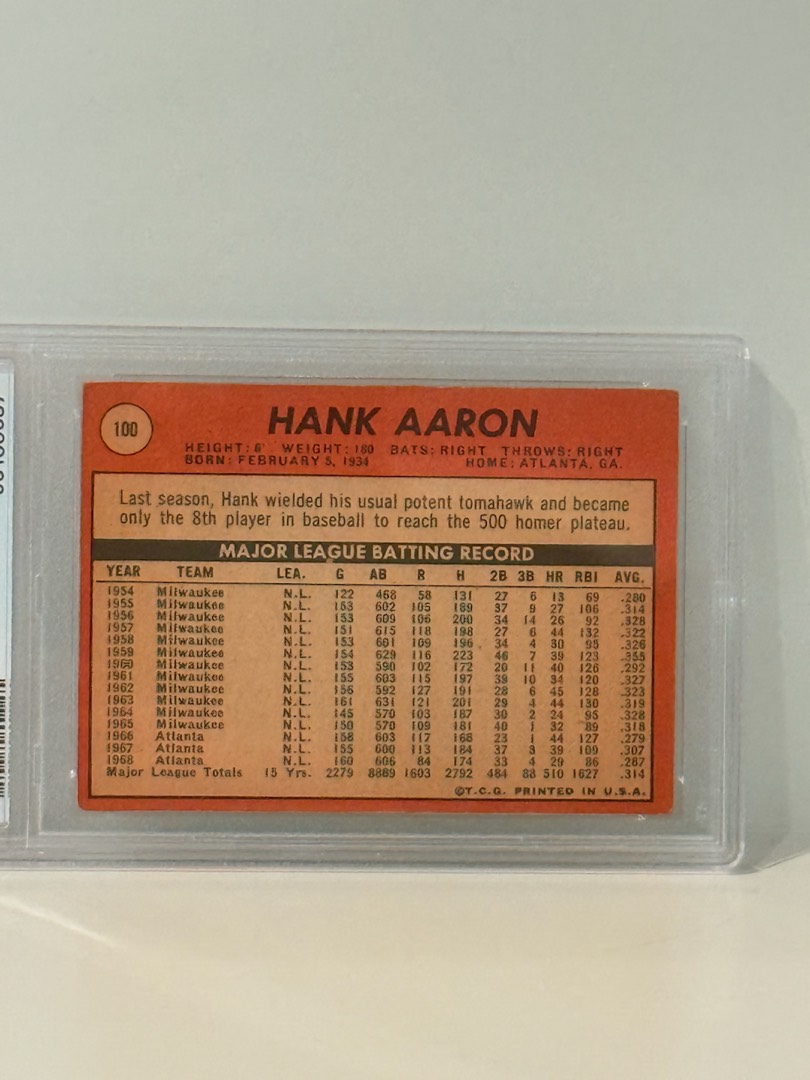 100
HANK AARON
HEIGHT: 6' WEIGHT: 180 BATS: RIGHT THROWS: RIGHT
BORN: FEBRUARY 5, 1934 HOME: ATLANTA, GA.
Last season, Hank wielded his usual potent tomahawk and became
only the 8th player in baseball to reach the 500 homer plateau.
MAJOR LEAGUE BATTING RECORD
YEAR TEAM LEA. G AB R H 2B 3B HR RBI AVG.
1954 Milwaukee N.L. 122 468 58 131 27 6 13 69 .280
1955 Milwaukee N.L. 153 602 105 189 37 9 27 106 .314
1956 Milwaukee N.L. 153 609 106 200 34 14 26 92 .328
1957 Milwaukee N.L. 151 615 118 198 27 6 44 132 .322
1958 Milwaukee N.L. 153 601 109 196 34 4 30 95 .326
1959 Milwaukee N.L. 154 629 116 223 46 7 39 123 .355
1960 Milwaukee N.L. 153 590 102 172 20 11 40 126 .292
1961 Milwaukee N.L. 155 603 115 197 39 10 34 120 .327
1962 Milwaukee N.L. 156 592 127 191 28 6 45 128 .323
1963 Milwaukee N.L. 161 631 121 201 29 4 44 130 .319
1964 Milwaukee N.L. 145 570 103 187 30 2 24 95 .328
1965 Milwaukee N.L. 150 570 109 181 40 1 32 89 .318
1966 Atlanta N.L. 158 603 117 168 23 1 44 127 .279
1967 Atlanta N.L. 155 600 113 184 37 3 39 109 .307
1968 Atlanta N.L. 160 606 84 174 33 4 29 86 .287
Major League Totals 15 Yrs. 2279 8889 1603 2792 484 88 510 1627 .314
©T.C.G. PRINTED IN U.S.A.